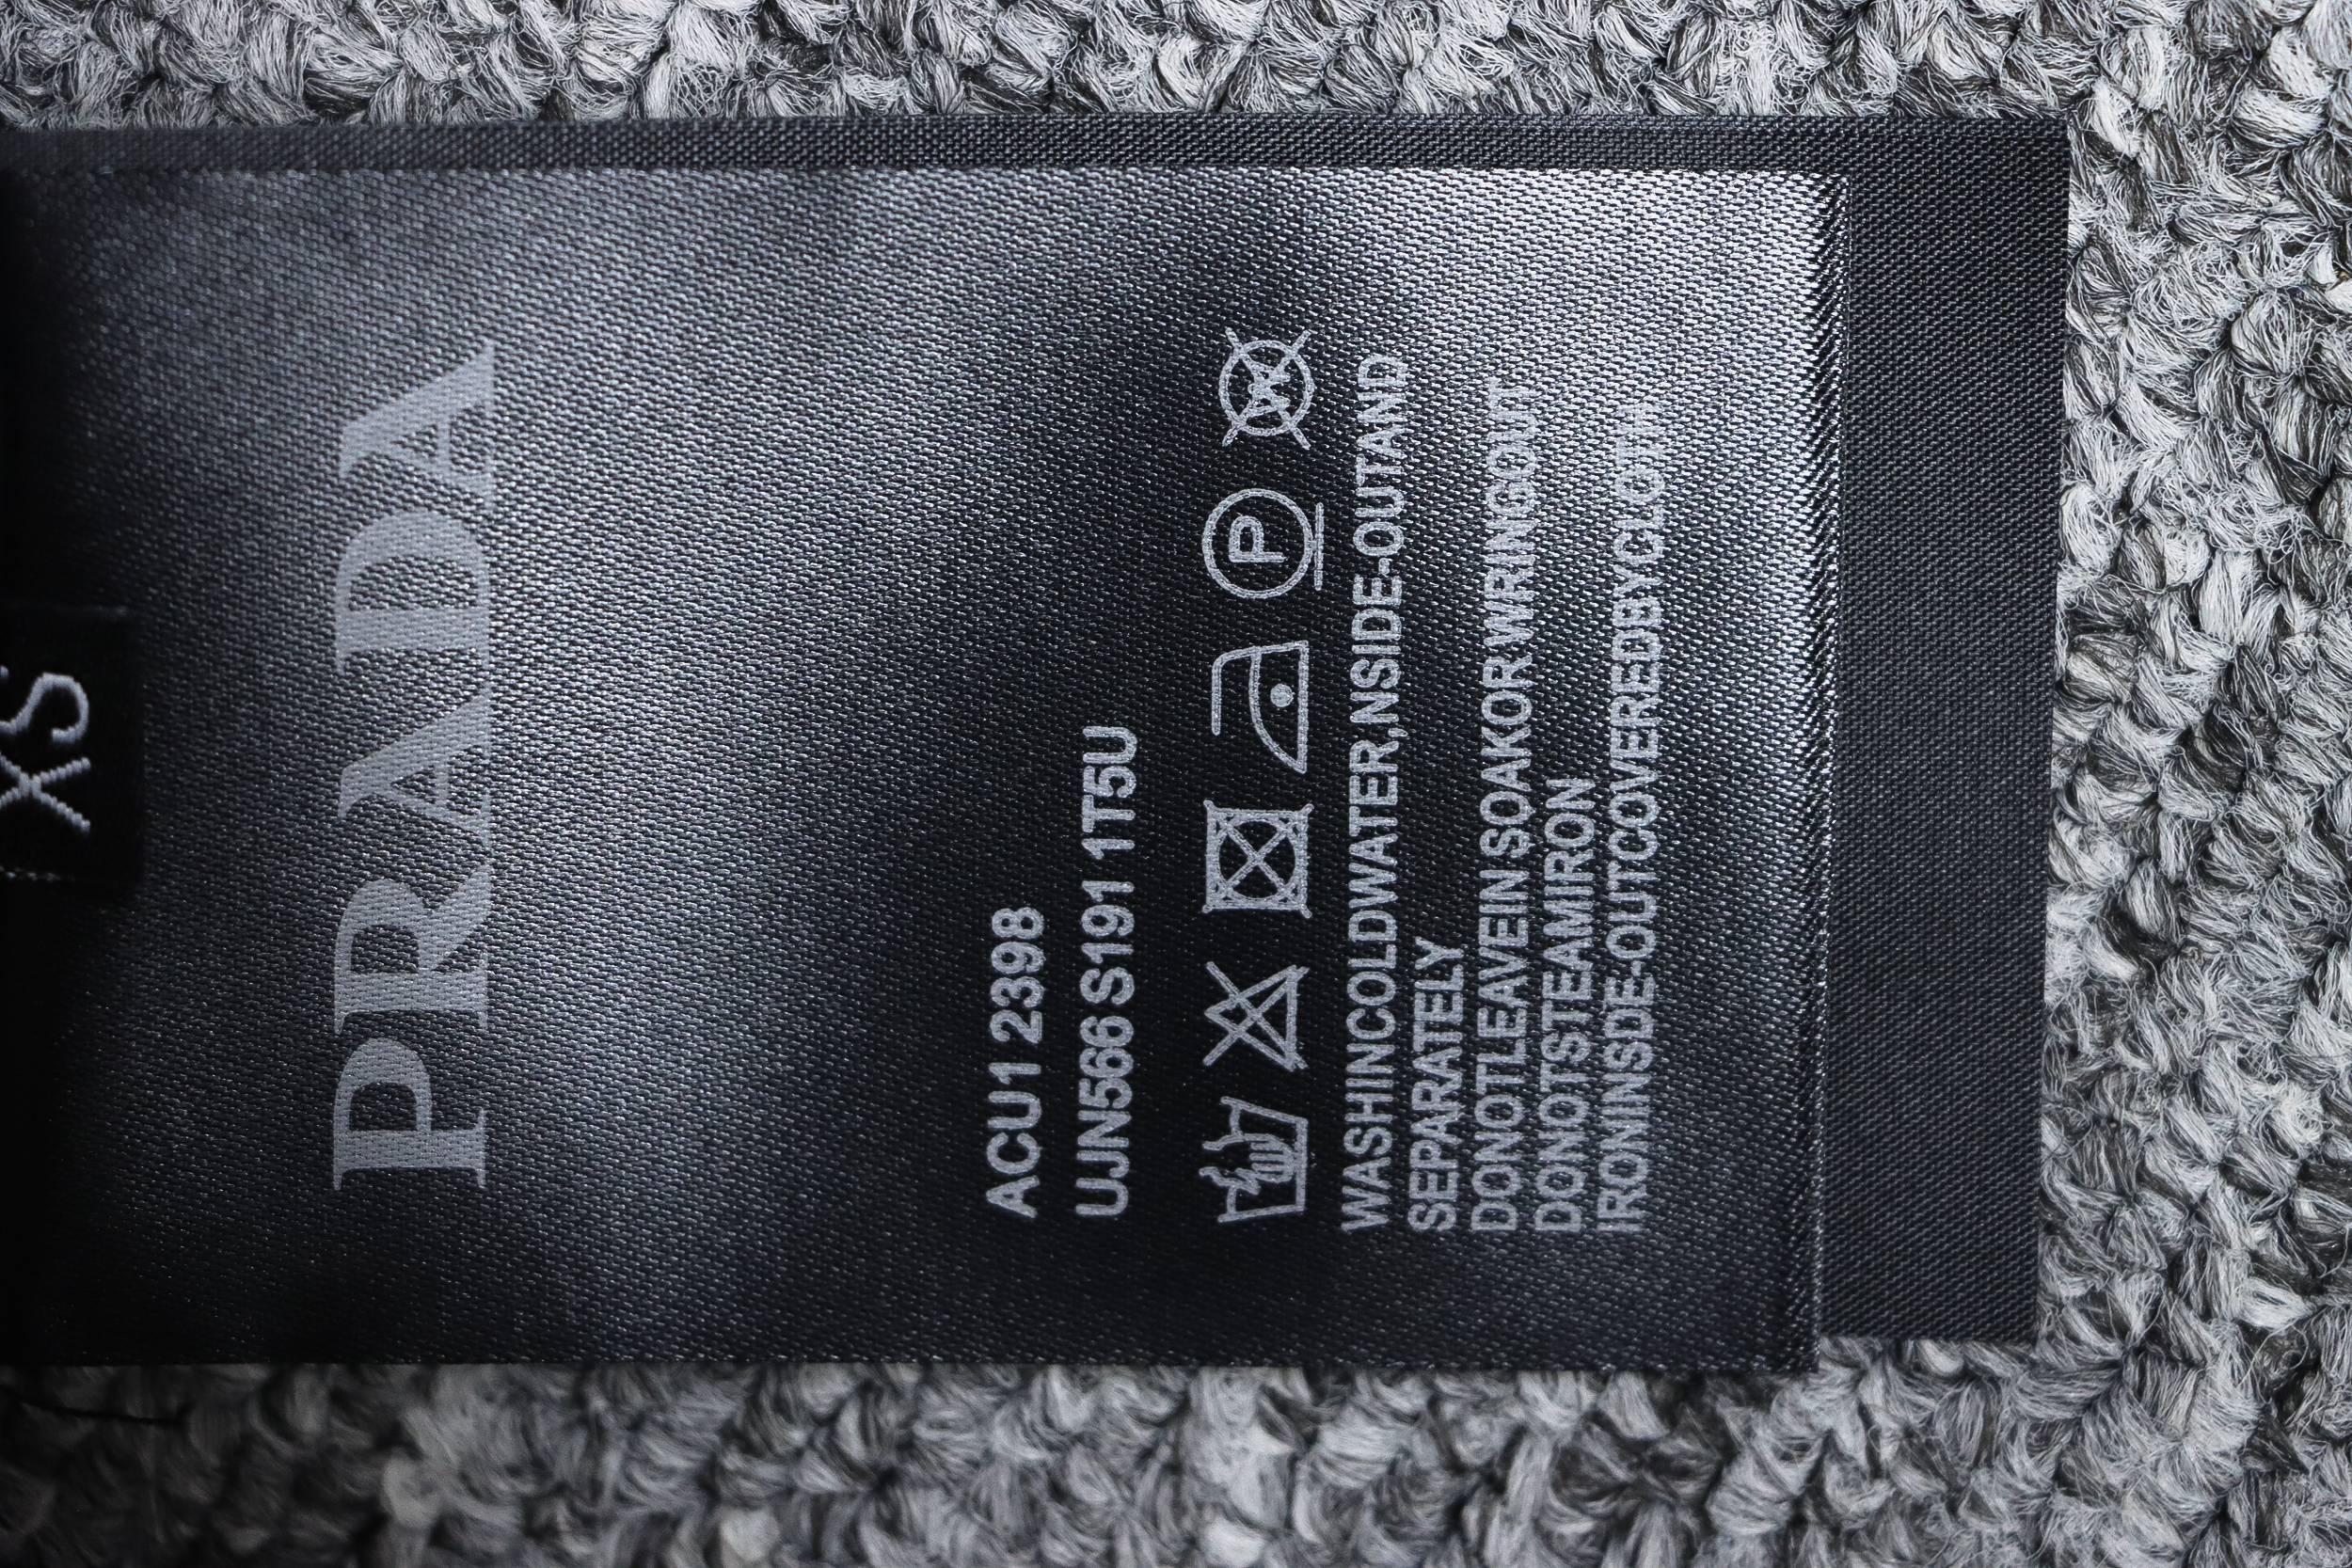 XS
PRADA
ACU1 2398
UJN566 S191 1T5U
P
W
WASHINCOLDWATER,NSIDE-OUTAND
SEPARATELY
DONOTLEAVEIN SOAKOR WRINGOUT
DONOTSTEAMIRON
IRONINSDE-OUTCOVEREDBYCLOTH